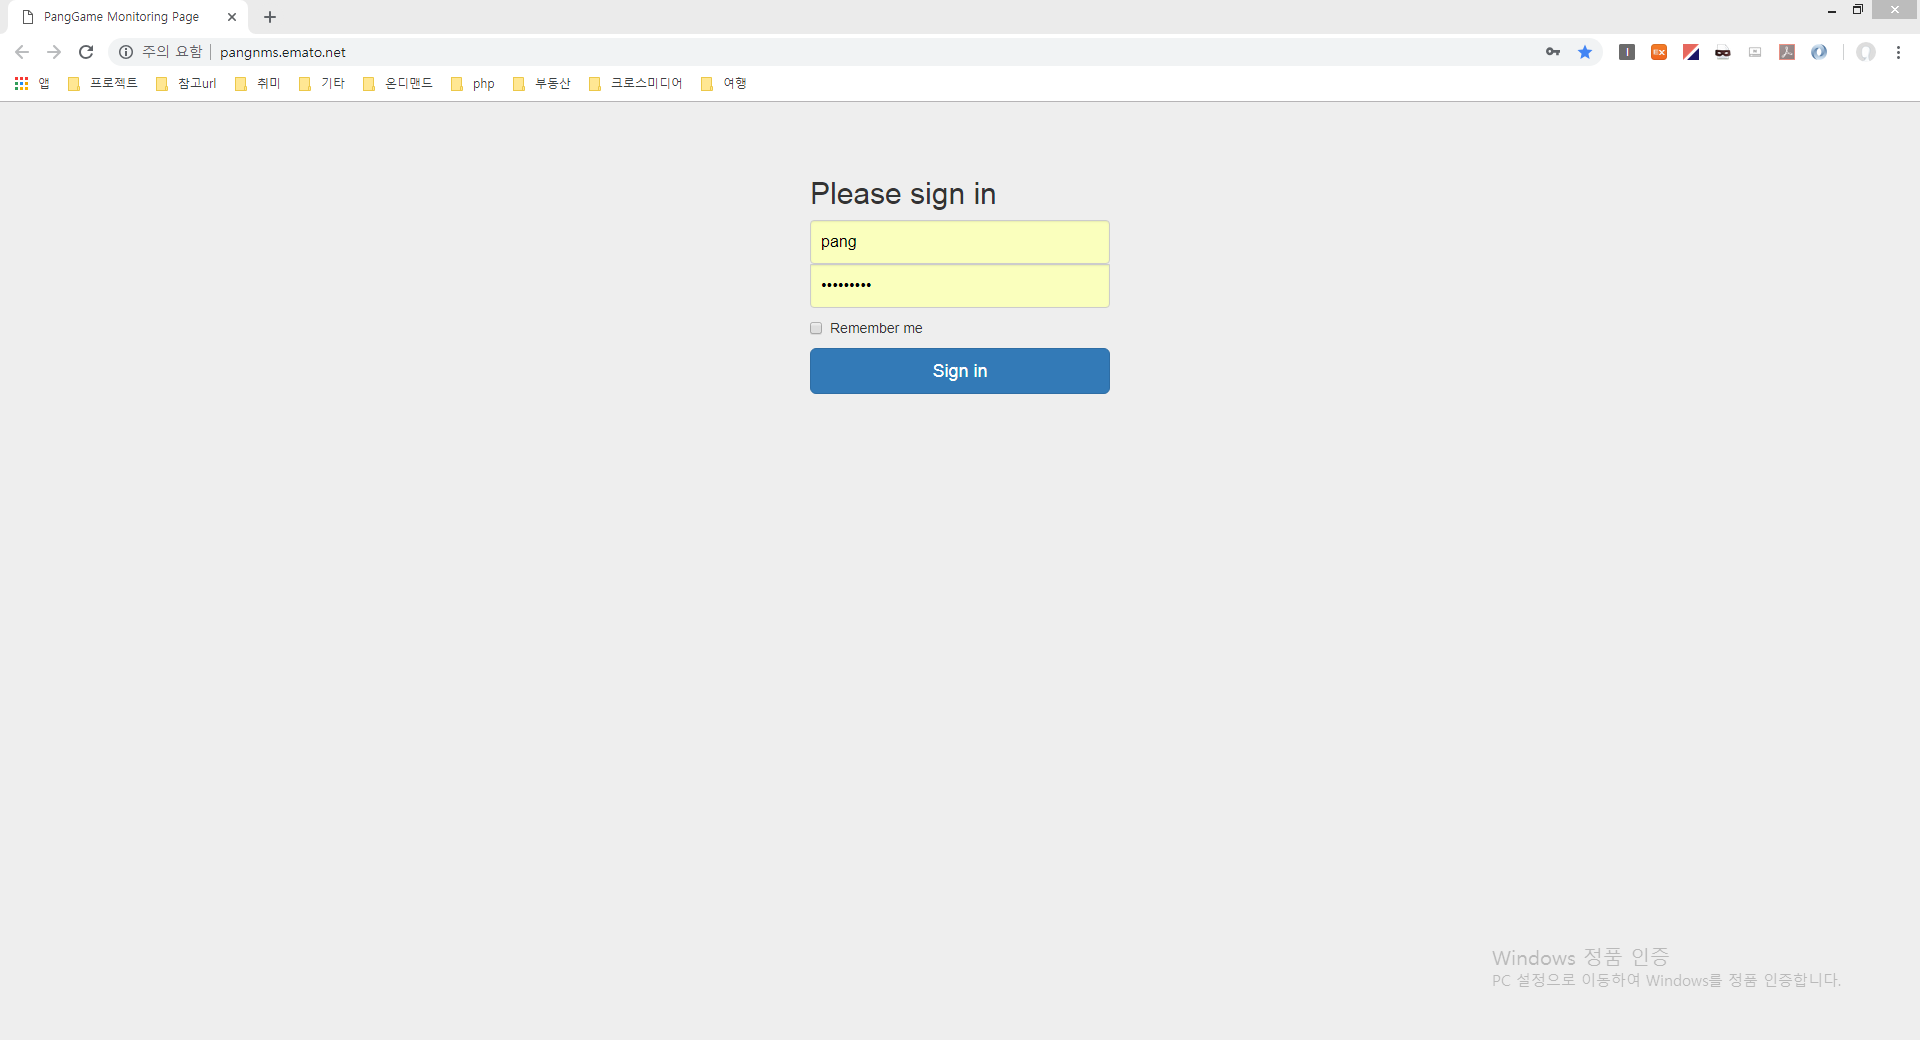 PangGame Monitoring Page
주의 요함 pangnms.emato.net
앱 프로젝트 참고url 취미 기타 온디맨드 php 부동산 크로스미디어 여행
Please sign in
pang
•••••••••
Remember me
Sign in
Windows 정품 인증
PC 설정으로 이동하여 Windows를 정품 인증합니다.